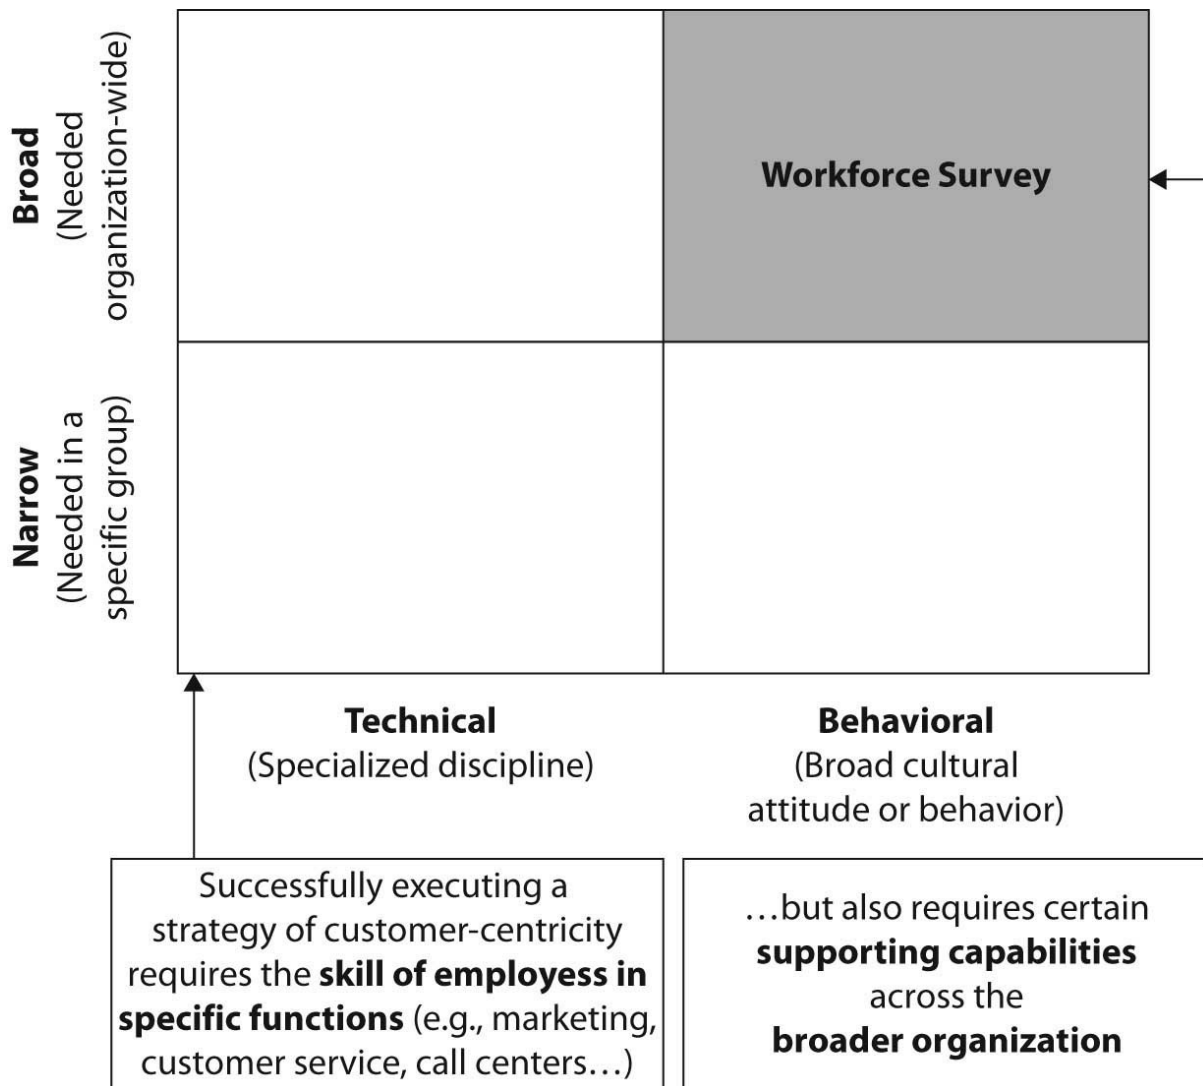 Broad
(Needed
organization-wide)
Workforce Survey
Narrow
(Needed in a
specific group)
Technical
(Specialized discipline)
Behavioral
(Broad cultural
attitude or behavior)
Successfully executing a
strategy of customer-centricity
requires the skill of employess in
specific functions (e.g., marketing,
customer service, call centers…)
…but also requires certain
supporting capabilities
across the
broader organization